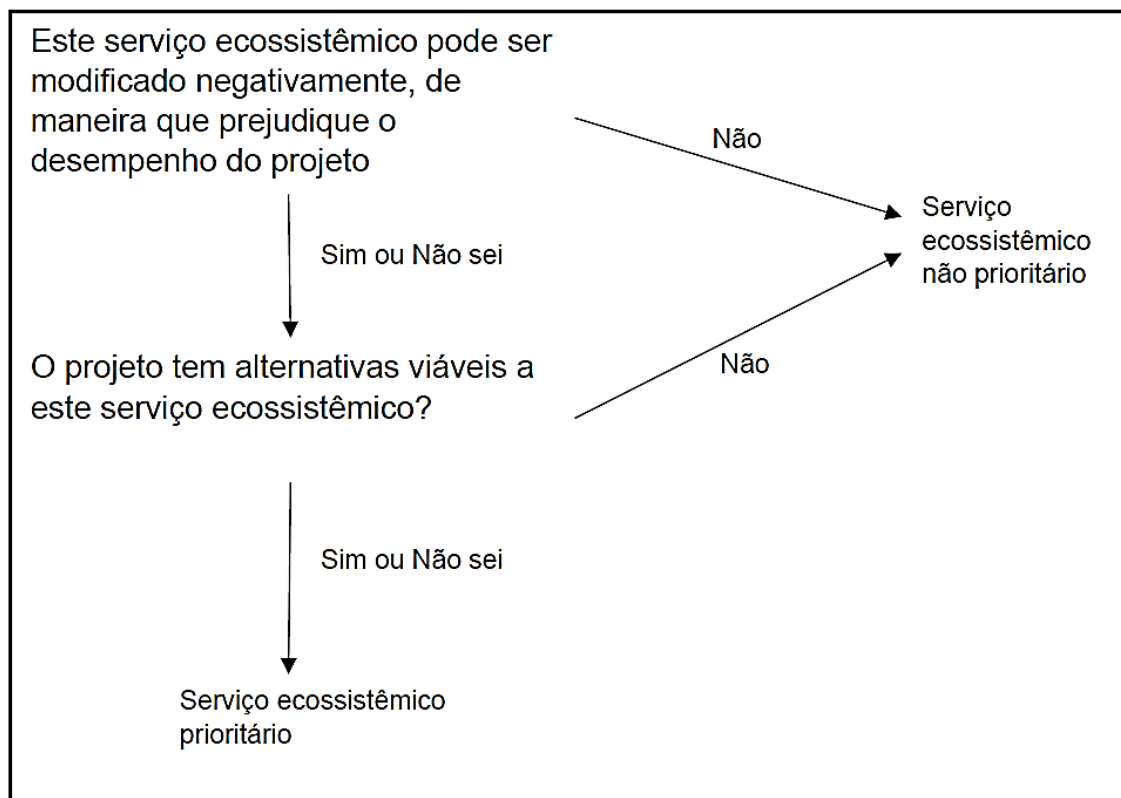 Este serviço ecossistêmico pode ser
modificado negativamente, de
maneira que prejudique o
desempenho do projeto
Não
Serviço
ecossistêmico
não prioritário
Sim ou Não sei
O projeto tem alternativas viáveis a
este serviço ecossistêmico?
Não
Sim ou Não sei
Serviço ecossistêmico
prioritário